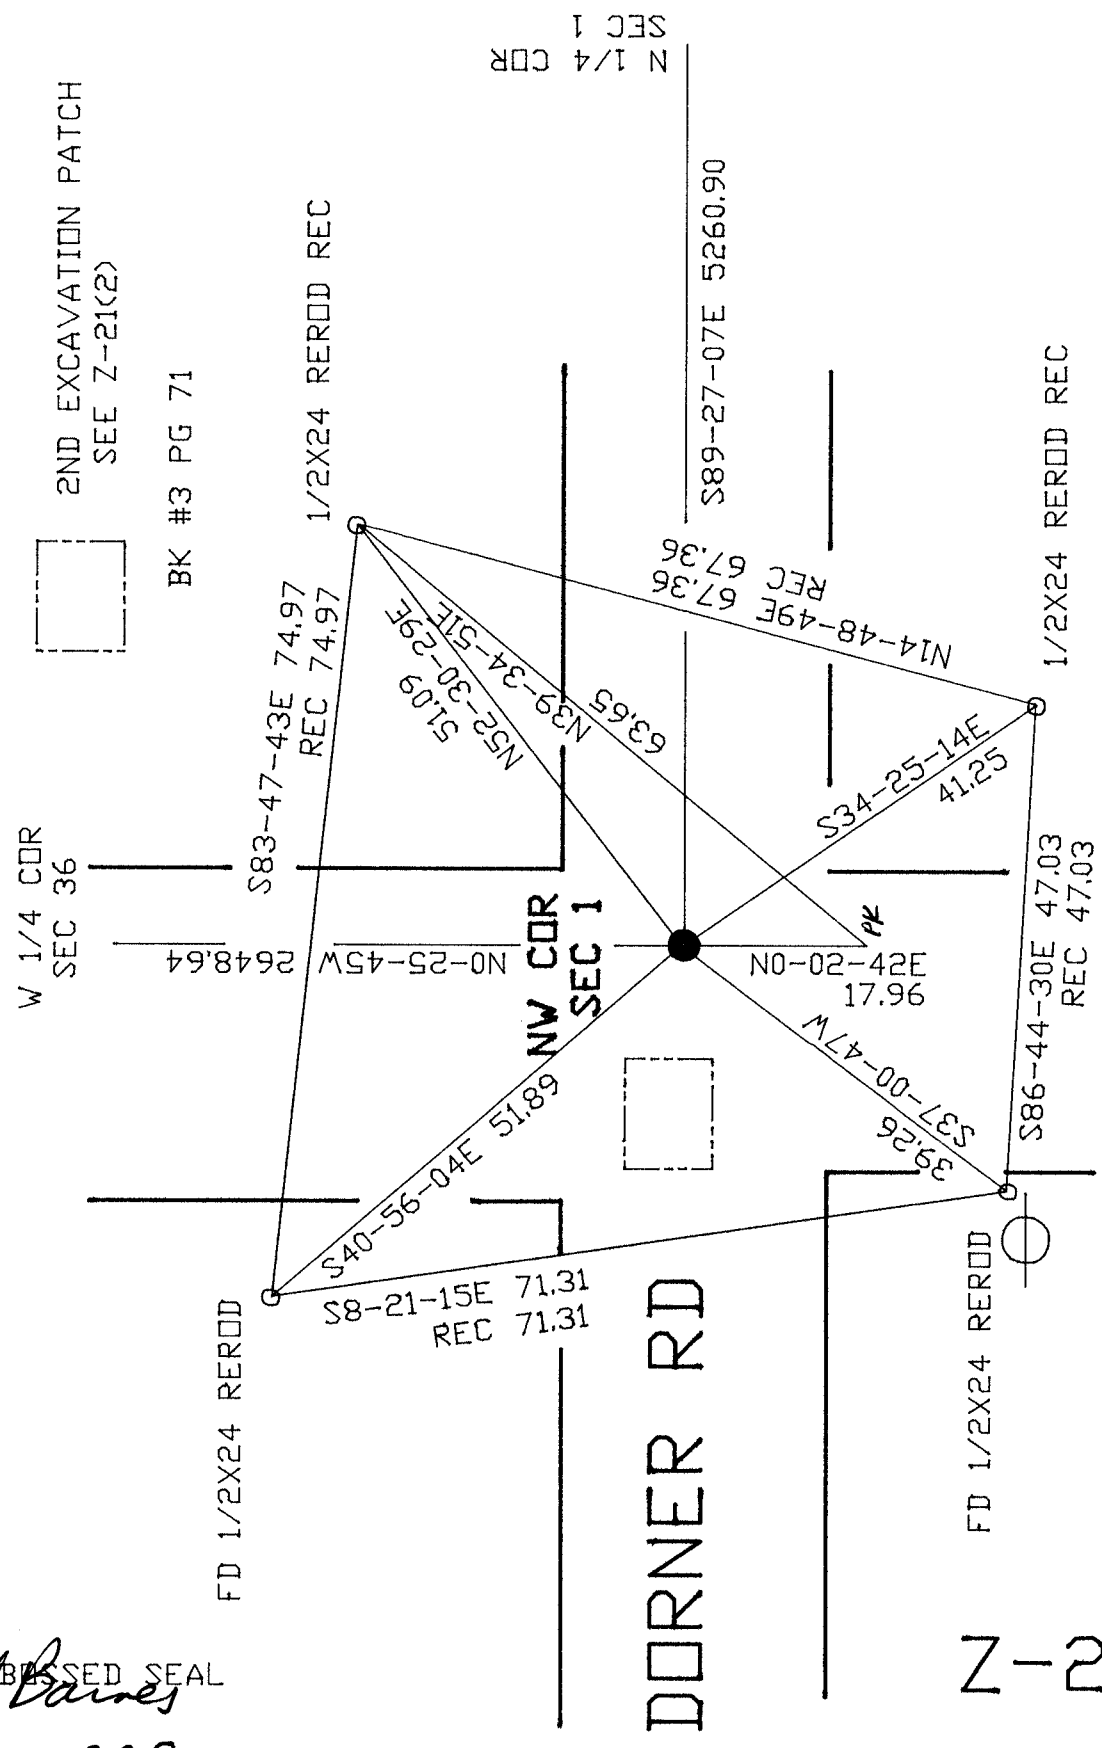 N 1/4 COR
SEC 1
2ND EXCAVATION PATCH
SEE Z-21(2)
BK #3 PG 71
1/2X24 REROD REC
S89-27-07E 5260.90
W 1/4 COR
SEC 36
S83-47-43E 74.97
REC 74.97
51.09
N52-30-29E
N39-34-51E
63.65
N14-48-49E 67.36
REC 67.36
1/2X24 REROD REC
N0-25-45W 2648.64
NW COR
SEC 1
S34-25-14E
41.25
PK
N0-02-42E
17.96
S86-44-30E 47.03
REC 47.03
S37-00-47W
39.26
S40-56-04E 51.89
S8-21-15E 71.31
REC 71.31
FD 1/2X24 REROD
FD 1/2X24 REROD
DORNER RD
SEAL
Barnes
Z-2